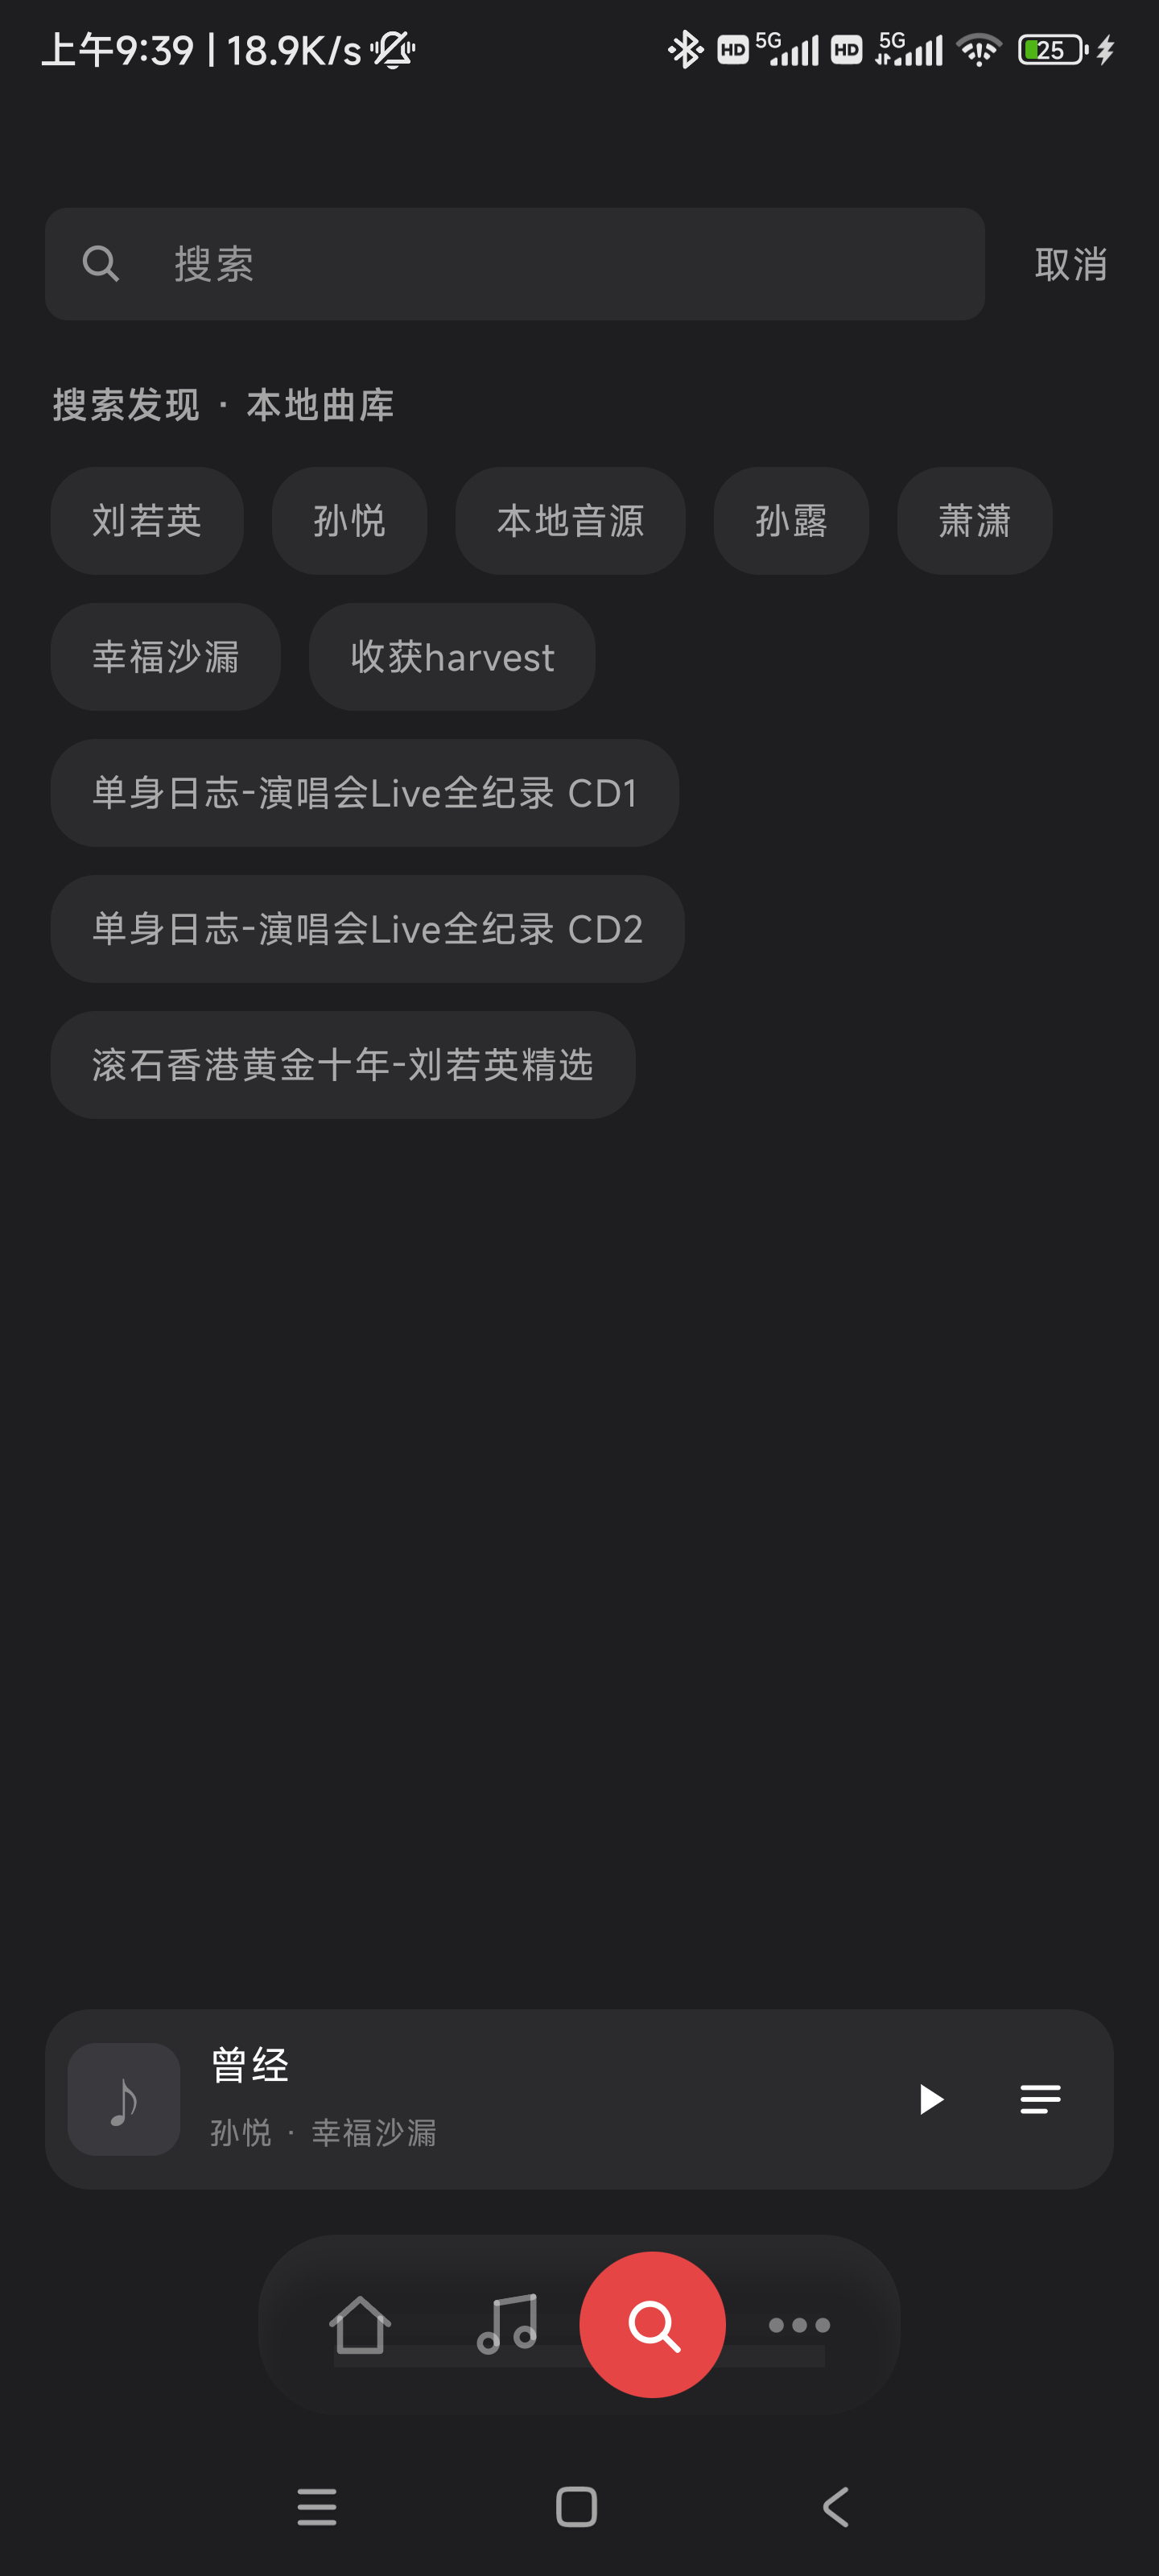 上午9:39 | 18.9K/s HD 5G HD 5G 25
搜索 取消
搜索发现 · 本地曲库
刘若英 孙悦 本地音源 孙露 萧潇
幸福沙漏 收获harvest
单身日志-演唱会Live全纪录 CD1
单身日志-演唱会Live全纪录 CD2
滚石香港黄金十年-刘若英精选
曾经
孙悦 · 幸福沙漏